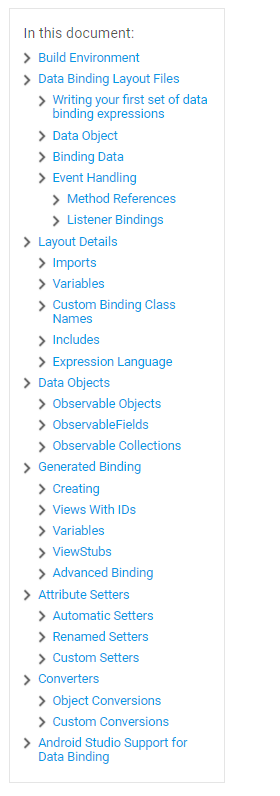 In this document:
Build Environment
Data Binding Layout Files
Writing your first set of data
binding expressions
Data Object
Binding Data
Event Handling
Method References
Listener Bindings
Layout Details
Imports
Variables
Custom Binding Class
Names
Includes
Expression Language
Data Objects
Observable Objects
ObservableFields
Observable Collections
Generated Binding
Creating
Views With IDs
Variables
ViewStubs
Advanced Binding
Attribute Setters
Automatic Setters
Renamed Setters
Custom Setters
Converters
Object Conversions
Custom Conversions
Android Studio Support for
Data Binding